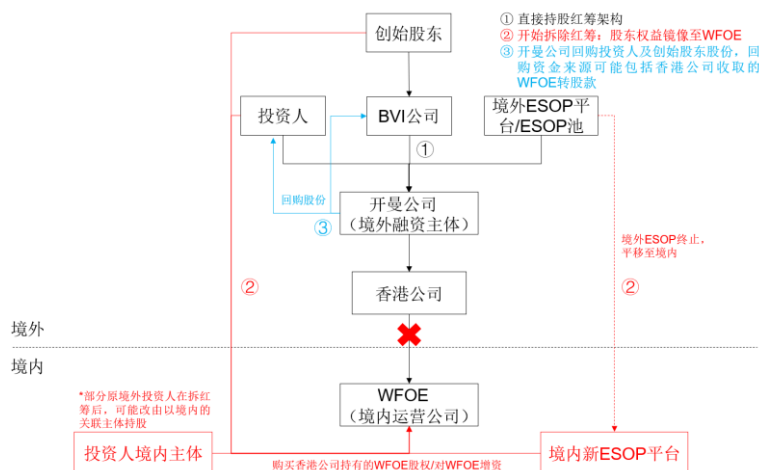 ① 直接持股红筹架构
② 开始拆除红筹：股东权益镜像至WFOE
③ 开曼公司回购投资人及创始股东股份，回
购资金来源可能包括香港公司收取的
WFOE转股款
创始股东
投资人
BVI公司
境外ESOP平
台/ESOP池
①
回购股份
③
开曼公司
（境外融资主体）
境外ESOP终止，
平移至境内
②
②
香港公司
境外
境内
WFOE
（境内运营公司）
*部分原境外投资人在拆红
筹后，可能改由以境内的
关联主体持股
投资人境内主体
购买香港公司持有的WFOE股权/对WFOE增资
境内新ESOP平台